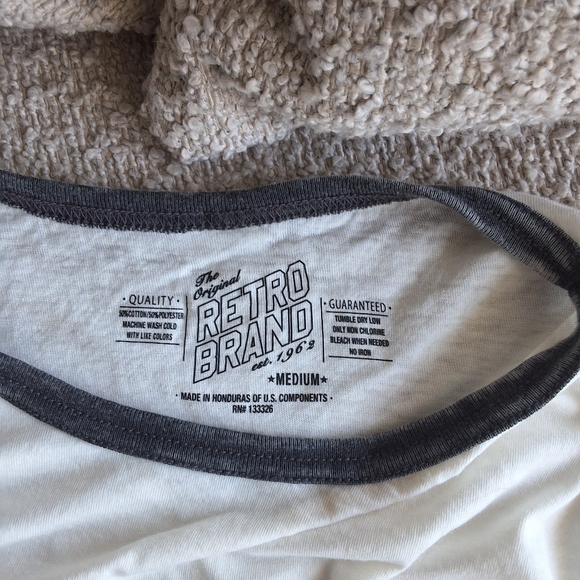 The
Original
RETRO
BRAND
est. 1962
· QUALITY ·
50%COTTON/50%POLYESTER
MACHINE WASH COLD
WITH LIKE COLORS
· GUARANTEED ·
TUMBLE DRY LOW
ONLY NON CHLORINE
BLEACH WHEN NEEDED
NO IRON
★MEDIUM★
· MADE IN HONDURAS OF U.S. COMPONENTS ·
RN# 133326